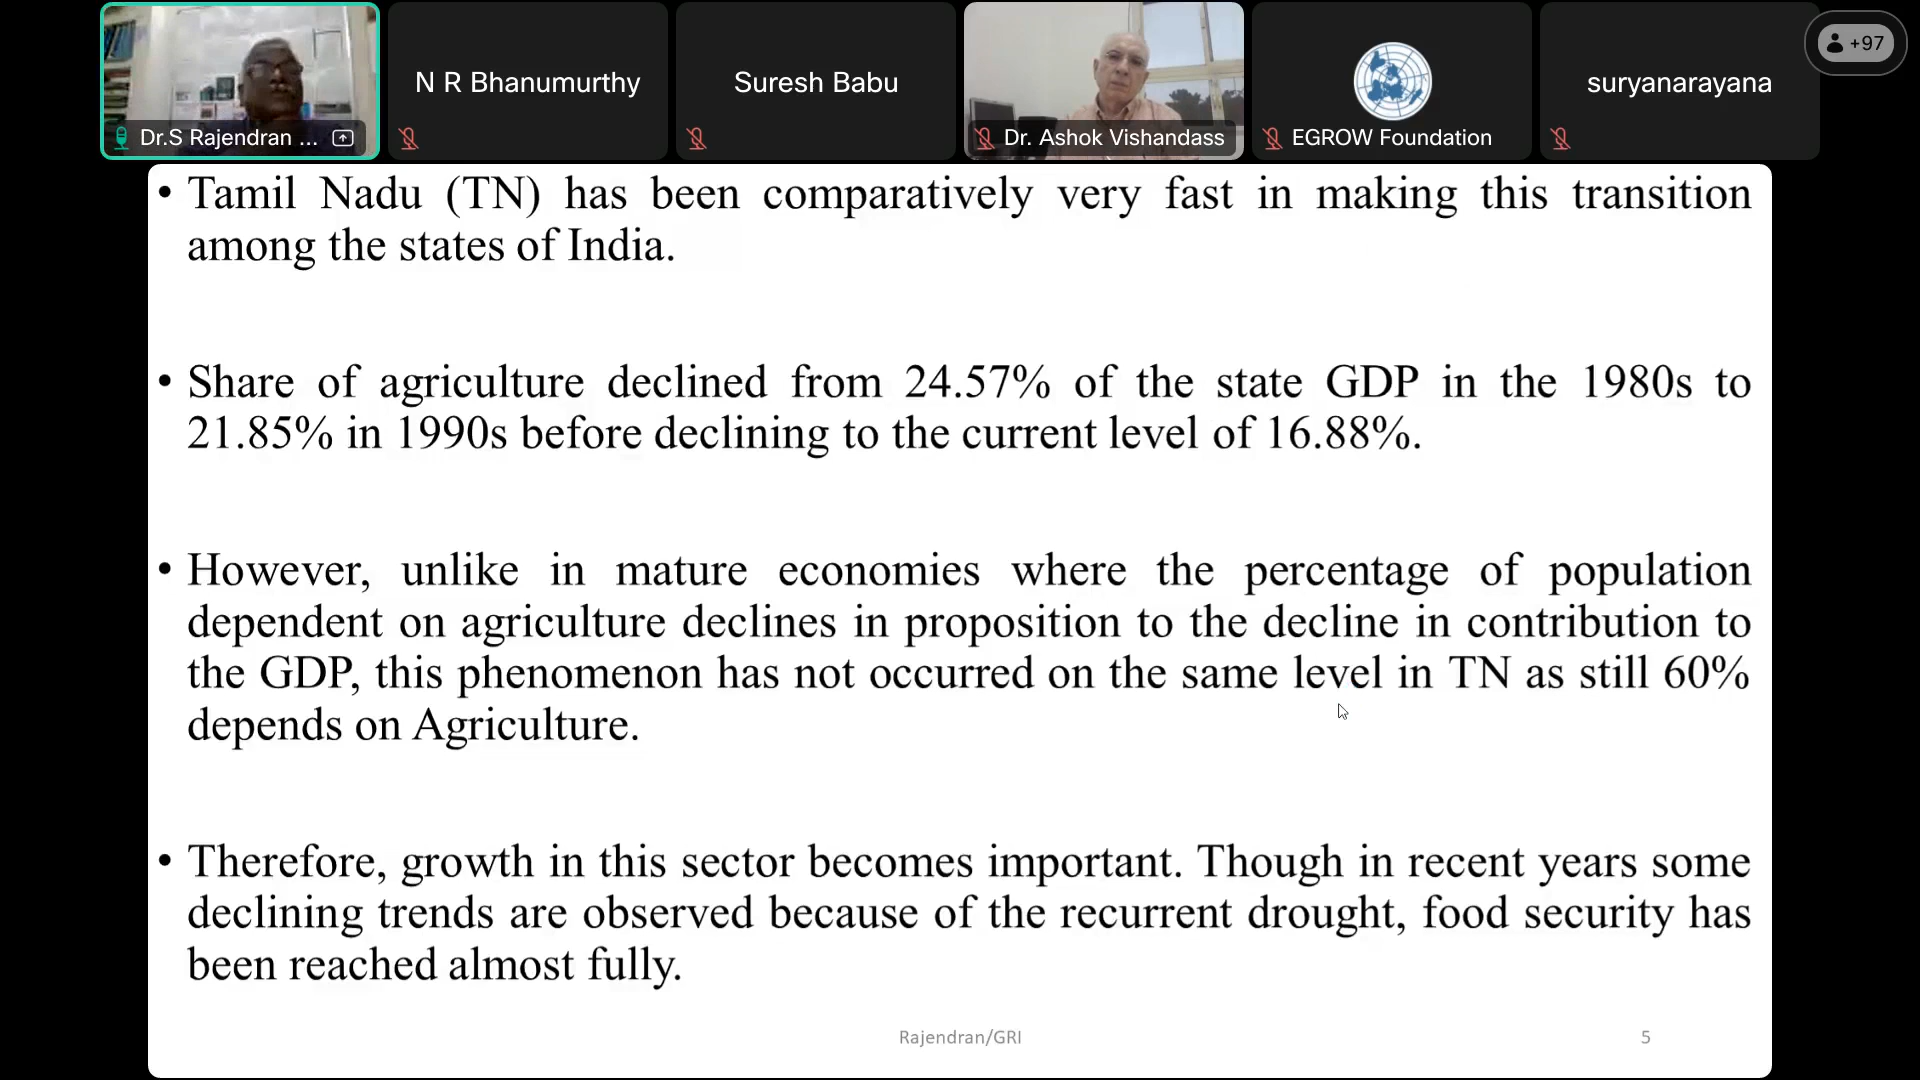 Dr.S Rajendran ...
N R Bhanumurthy
Suresh Babu
Dr. Ashok Vishandass
EGROW Foundation
suryanarayana
+97
• Tamil Nadu (TN) has been comparatively very fast in making this transition
among the states of India.
• Share of agriculture declined from 24.57% of the state GDP in the 1980s to
21.85% in 1990s before declining to the current level of 16.88%.
• However, unlike in mature economies where the percentage of population
dependent on agriculture declines in proposition to the decline in contribution to
the GDP, this phenomenon has not occurred on the same level in TN as still 60%
depends on Agriculture.
• Therefore, growth in this sector becomes important. Though in recent years some
declining trends are observed because of the recurrent drought, food security has
been reached almost fully.
Rajendran/GRI
5